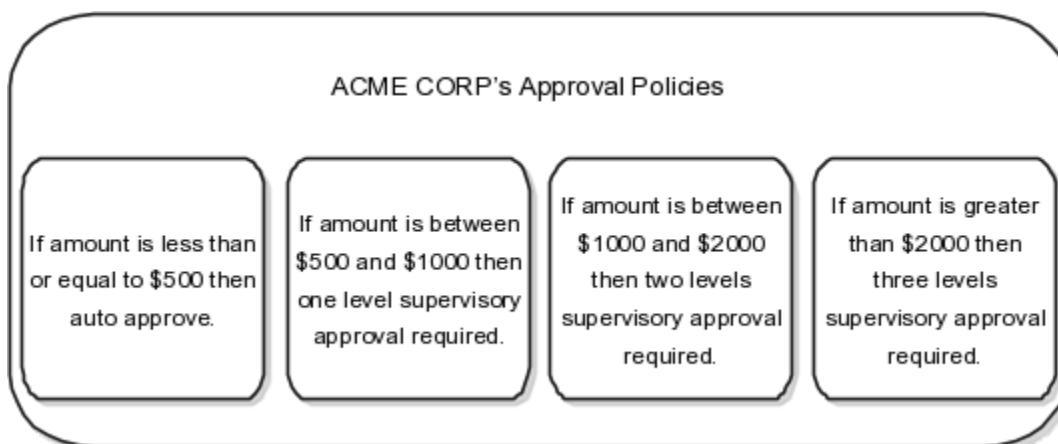 ACME CORP's Approval Policies
If amount is less than
or equal to $500 then
auto approve.
If amount is between
$500 and $1000 then
one level supervisory
approval required.
If amount is between
$1000 and $2000
then two levels
supervisory approval
required.
If amount is greater
than $2000 then
three levels
supervisory approval
required.